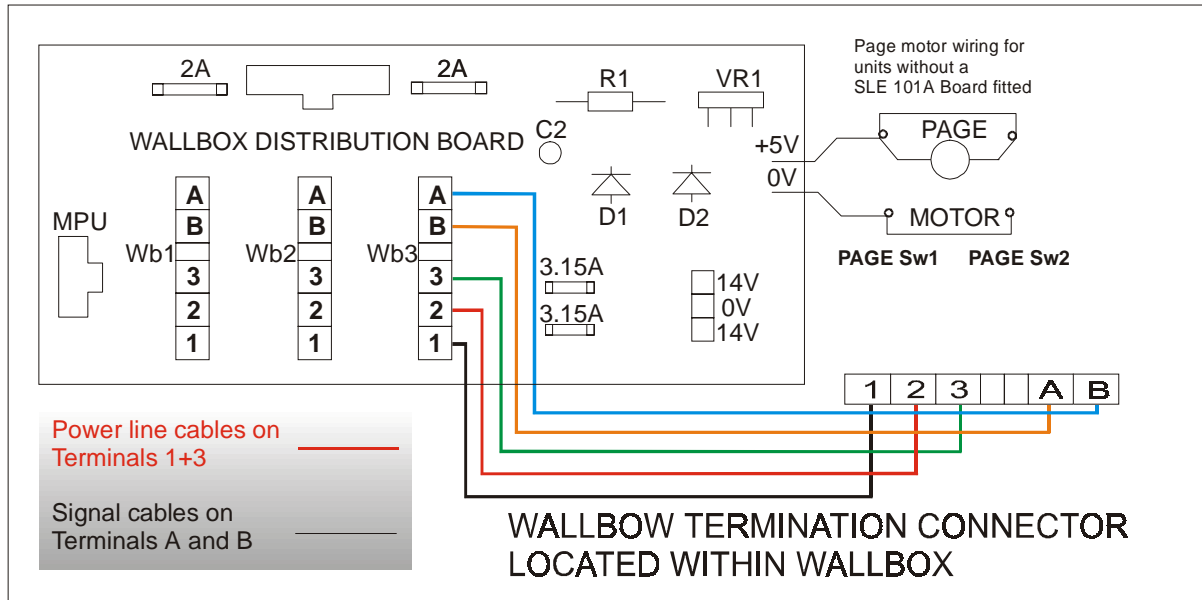 2A
2A
R1
VR1
Page motor wiring for
units without a
SLE 101A Board fitted
WALLBOX DISTRIBUTION BOARD
C2
+5V
0V
PAGE
MOTOR
PAGE Sw1
PAGE Sw2
D1
D2
MPU
Wb1
A
B
3
2
1
Wb2
A
B
3
2
1
Wb3
A
B
3
2
1
3.15A
3.15A
14V
0V
14V
1 2 3 A B
Power line cables on
Terminals 1+3
Signal cables on
Terminals A and B
WALLBOW TERMINATION CONNECTOR
LOCATED WITHIN WALLBOX